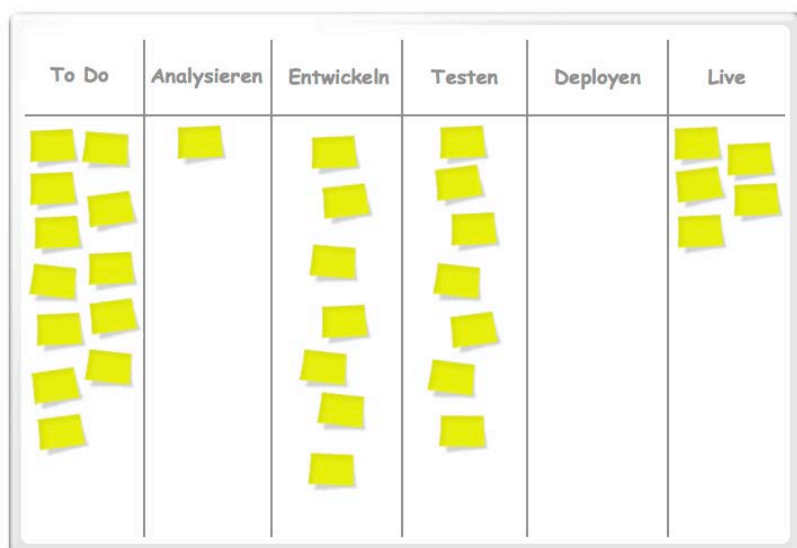 To Do
Analysieren
Entwickeln
Testen
Deployen
Live